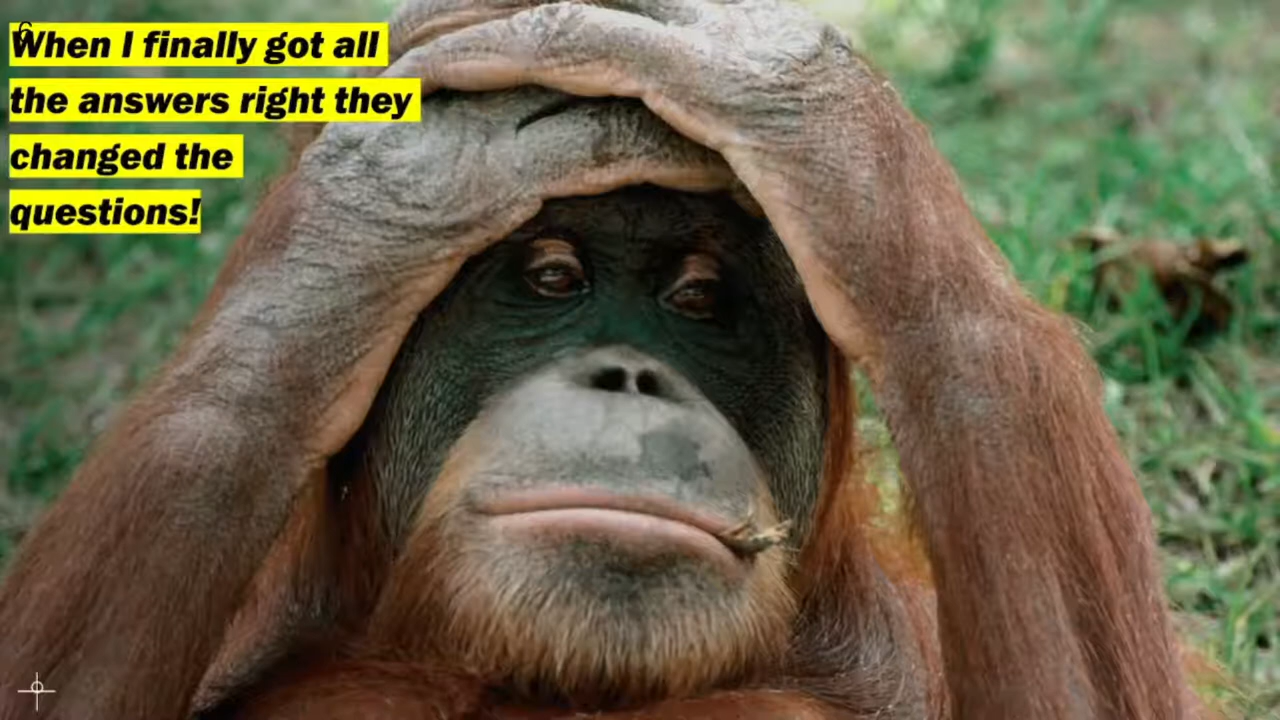 When I finally got all
the answers right they
changed the
questions!